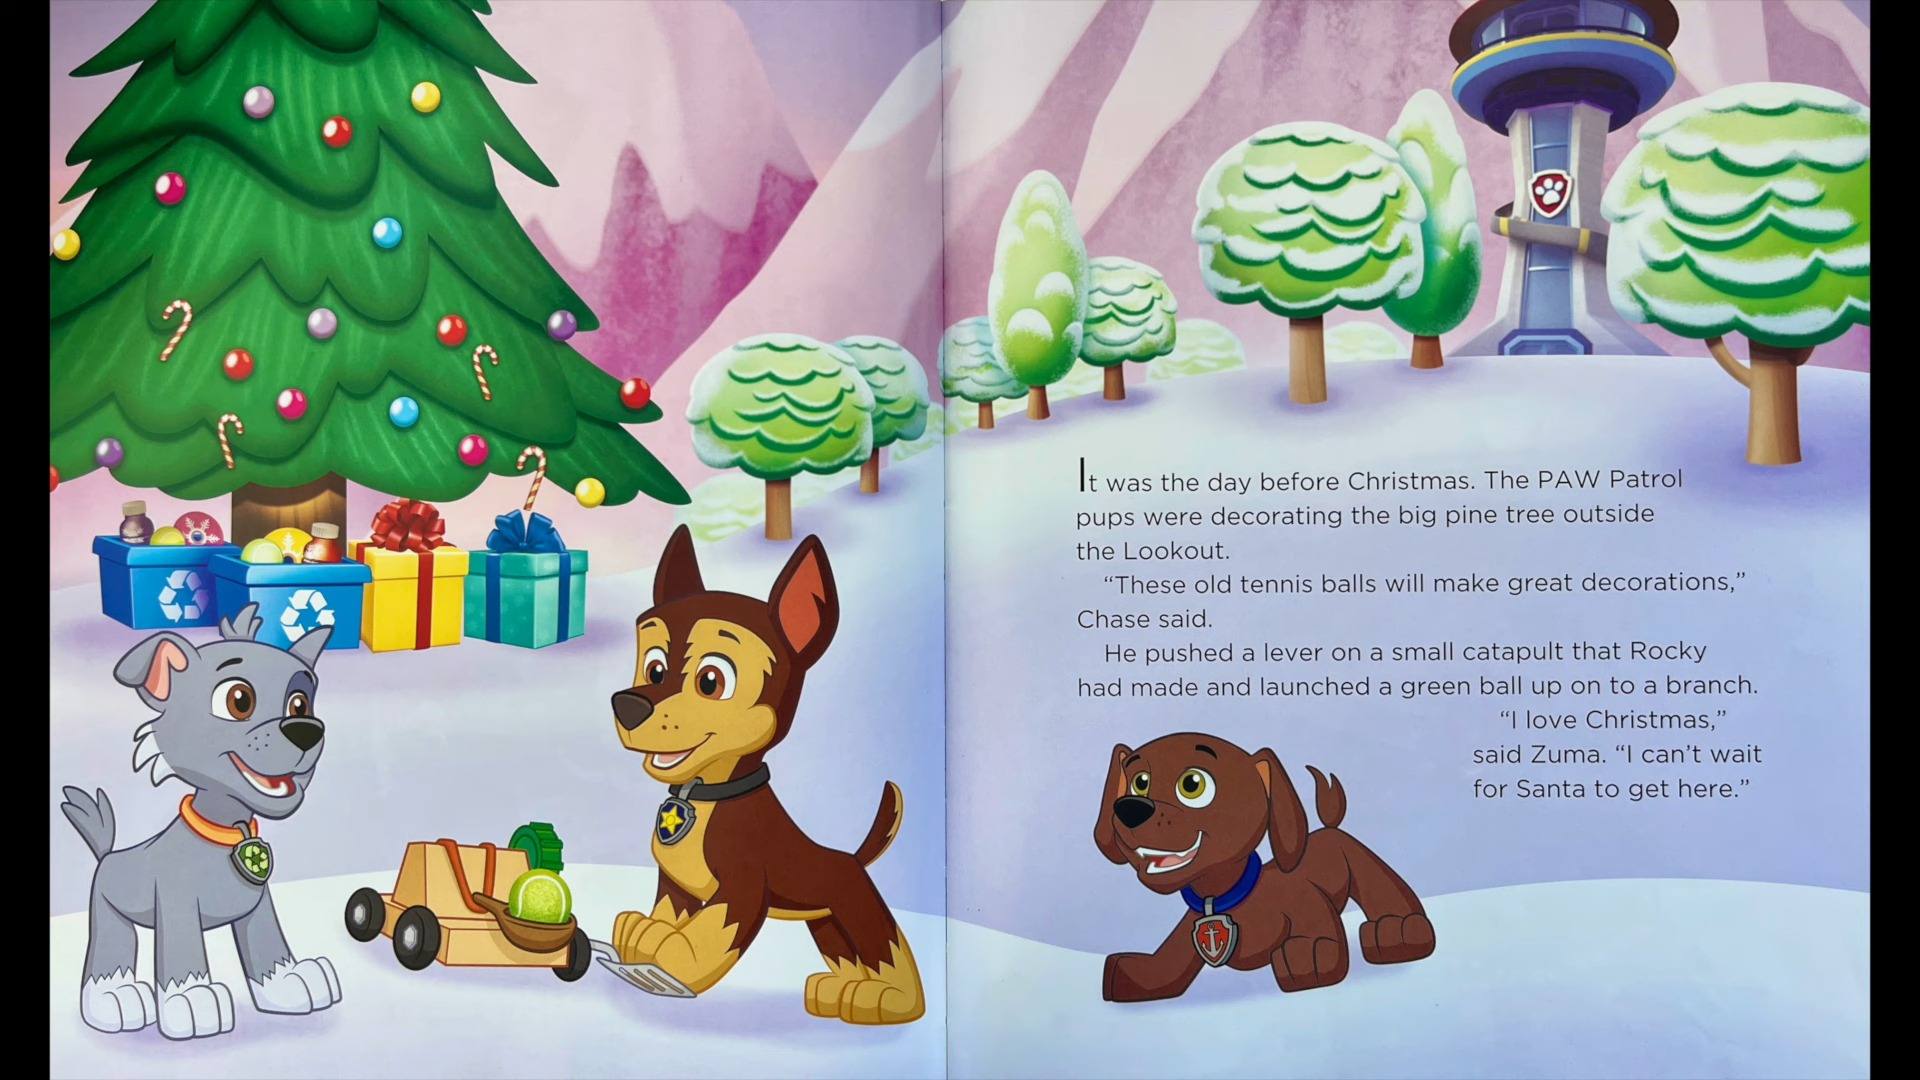 It was the day before Christmas. The PAW Patrol
pups were decorating the big pine tree outside
the Lookout.
“These old tennis balls will make great decorations,”
Chase said.
He pushed a lever on a small catapult that Rocky
had made and launched a green ball up on to a branch.
“I love Christmas,”
said Zuma. “I can’t wait
for Santa to get here.”